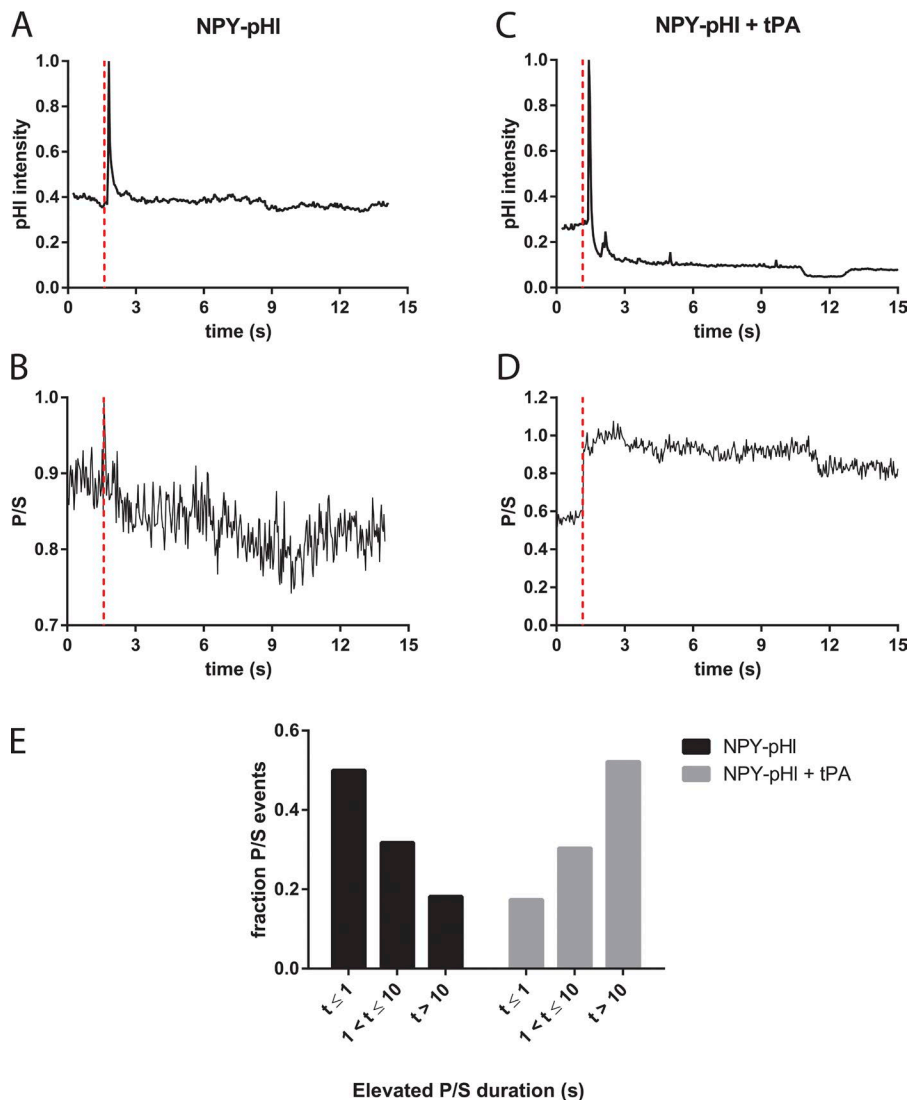 A
NPY-pHl
pHl intensity
1.0
0.8
0.6
0.4
0.2
0.0
0 3 6 9 12 15
time (s)
C
NPY-pHl + tPA
pHl intensity
1.0
0.8
0.6
0.4
0.2
0.0
0 3 6 9 12 15
time (s)
B
P/S
1.0
0.9
0.8
0.7
0 3 6 9 12 15
time (s)
D
P/S
1.2
1.0
0.8
0.6
0.4
0.2
0.0
0 3 6 9 12 15
time (s)
E
fraction P/S events
0.6
0.4
0.2
0.0
t ≤ 1
1 < t ≤ 10
t > 10
t ≤ 1
1 < t ≤ 10
t > 10
Elevated P/S duration (s)
NPY-pHl
NPY-pHl + tPA